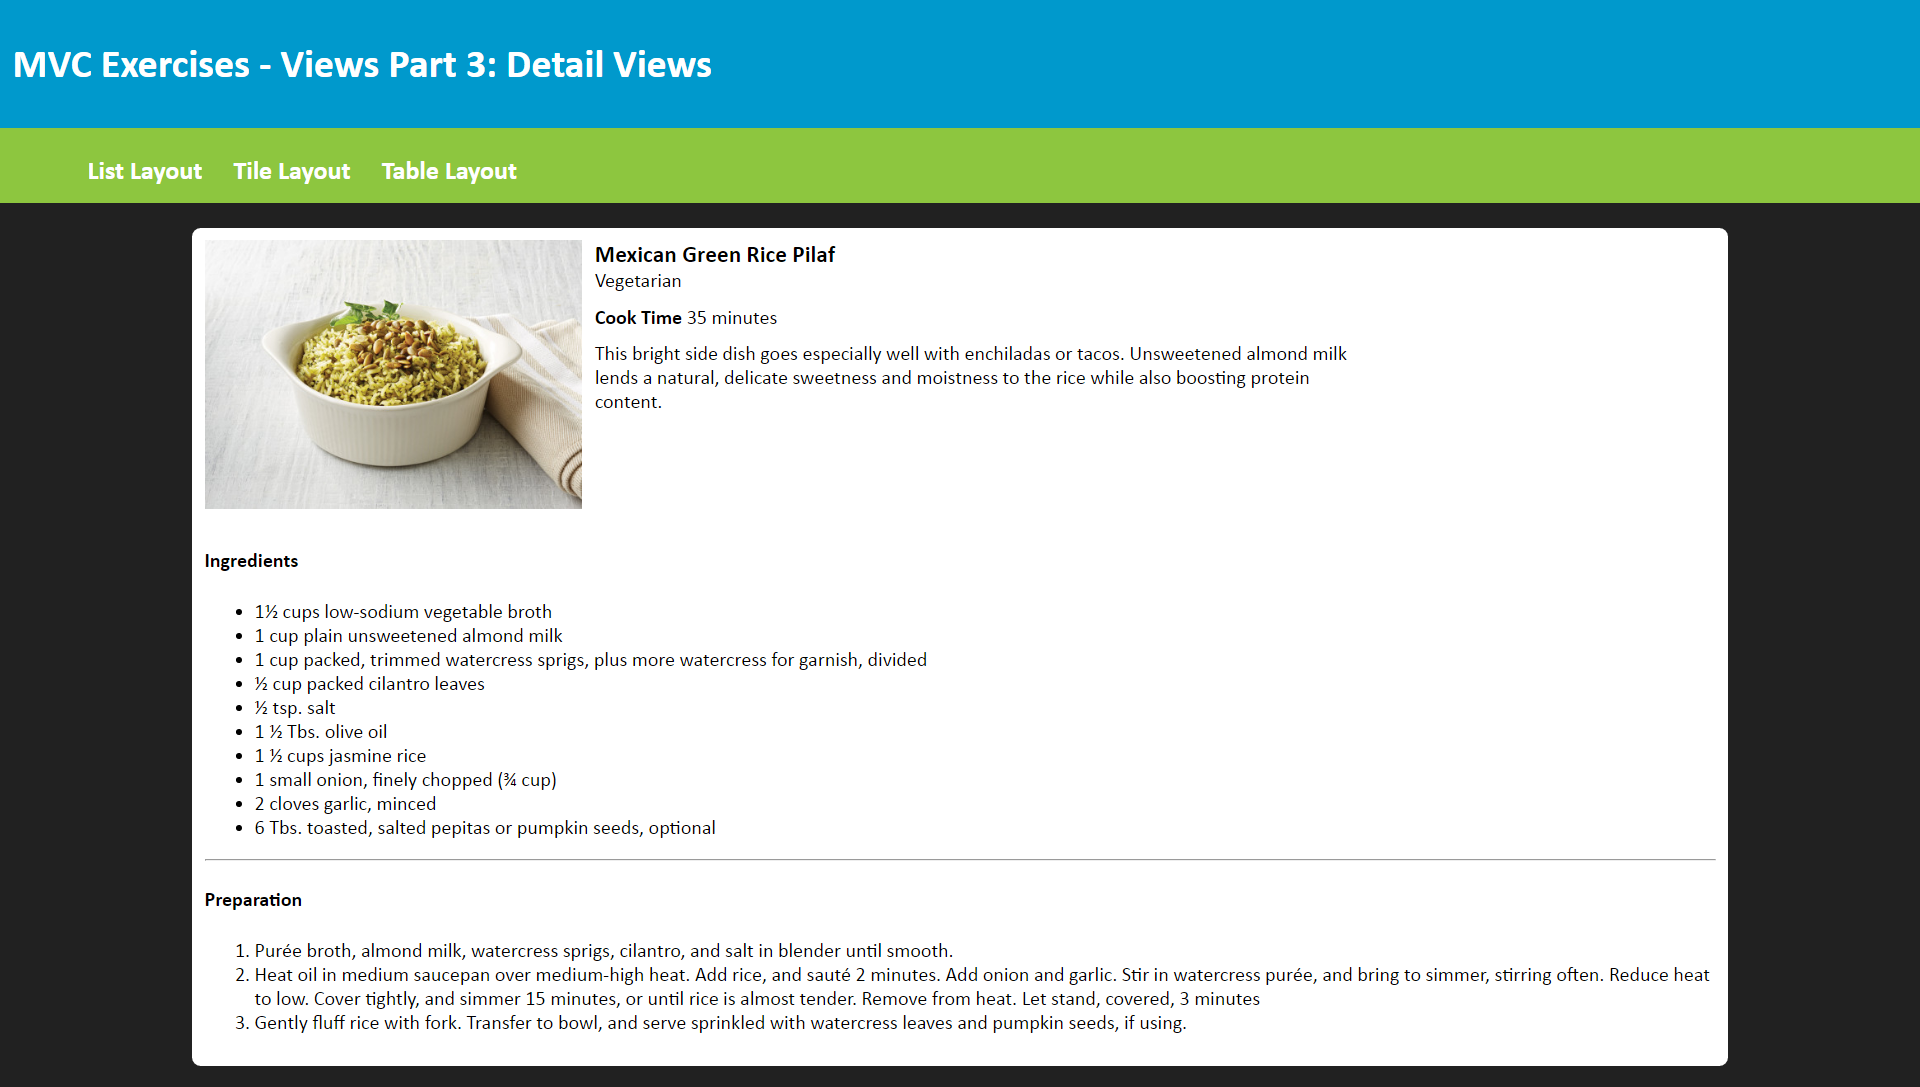 MVC Exercises - Views Part 3: Detail Views
List Layout Tile Layout Table Layout
Mexican Green Rice Pilaf
Vegetarian
Cook Time 35 minutes
This bright side dish goes especially well with enchiladas or tacos. Unsweetened almond milk
lends a natural, delicate sweetness and moistness to the rice while also boosting protein
content.
Ingredients
• 1½ cups low-sodium vegetable broth
• 1 cup plain unsweetened almond milk
• 1 cup packed, trimmed watercress sprigs, plus more watercress for garnish, divided
• ½ cup packed cilantro leaves
• ½ tsp. salt
• 1 ½ Tbs. olive oil
• 1 ½ cups jasmine rice
• 1 small onion, finely chopped (¾ cup)
• 2 cloves garlic, minced
• 6 Tbs. toasted, salted pepitas or pumpkin seeds, optional
Preparation
1. Purée broth, almond milk, watercress sprigs, cilantro, and salt in blender until smooth.
2. Heat oil in medium saucepan over medium-high heat. Add rice, and sauté 2 minutes. Add onion and garlic. Stir in watercress purée, and bring to simmer, stirring often. Reduce heat
to low. Cover tightly, and simmer 15 minutes, or until rice is almost tender. Remove from heat. Let stand, covered, 3 minutes
3. Gently fluff rice with fork. Transfer to bowl, and serve sprinkled with watercress leaves and pumpkin seeds, if using.